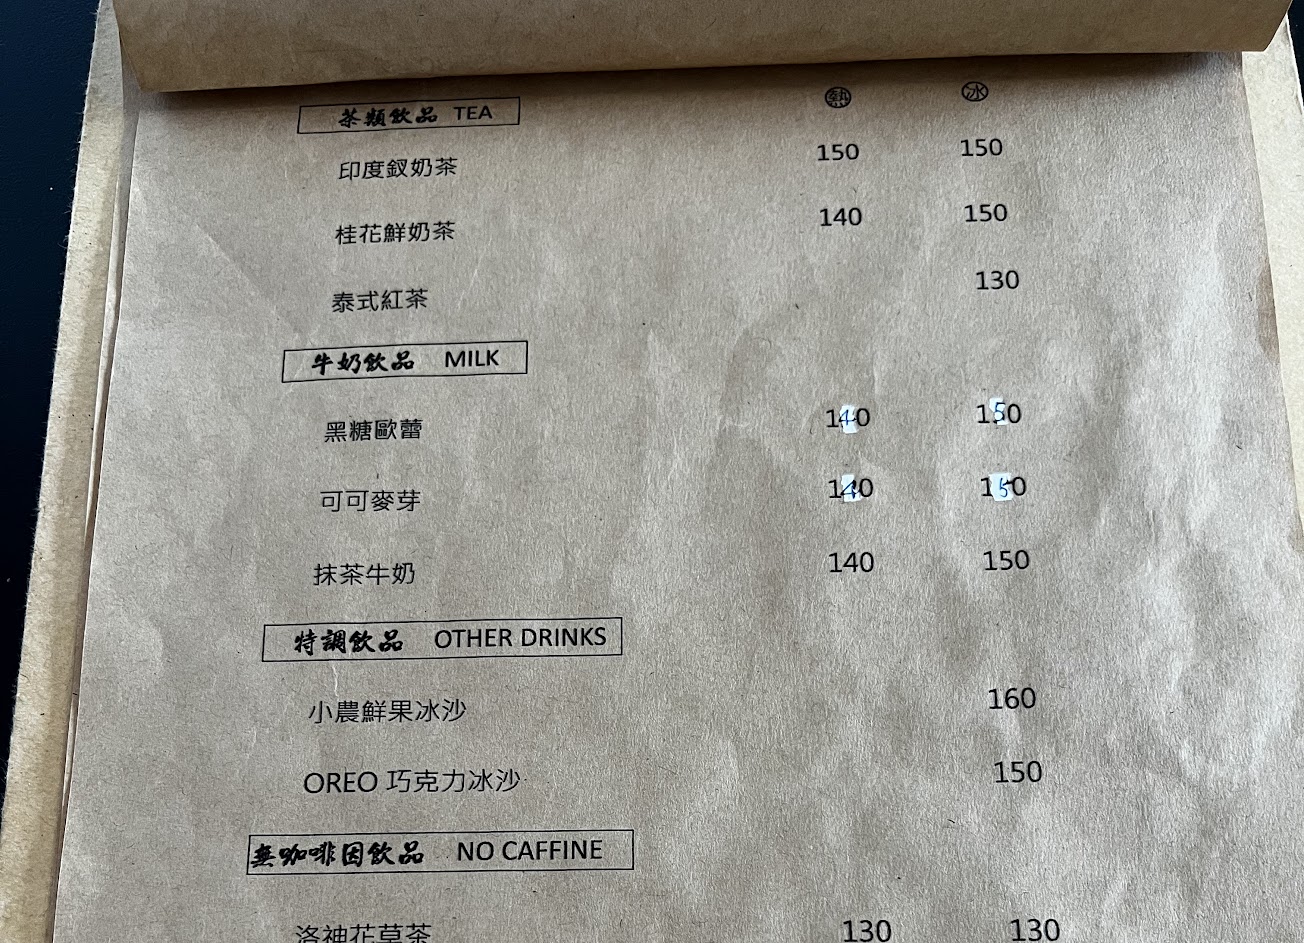 茶類飲品 TEA 熱 冰
印度釵奶茶 150 150
桂花鮮奶茶 140 150
泰式紅茶 130
牛奶飲品 MILK
黑糖歐蕾 140 150
可可麥芽 140 150
抹茶牛奶 140 150
特調飲品 OTHER DRINKS
小農鮮果冰沙 160
OREO 巧克力冰沙 150
無咖啡因飲品 NO CAFFINE
洛神花草茶 130 130